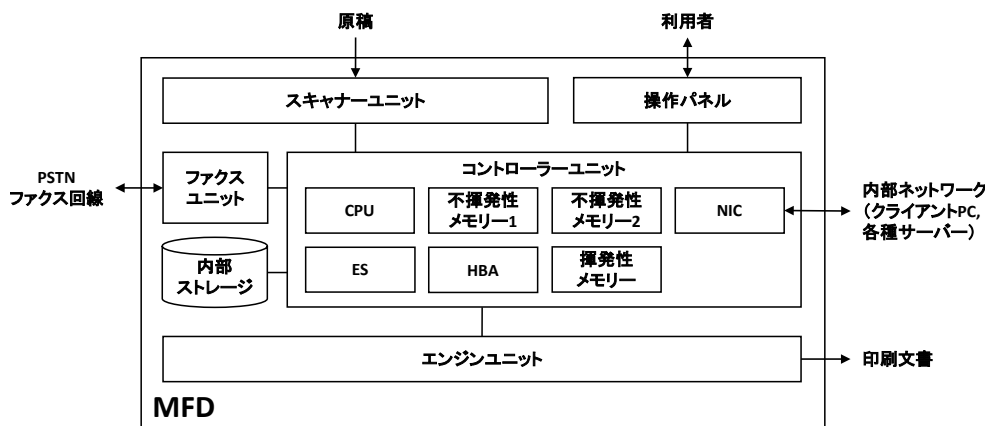 原稿
利用者
スキャナーユニット
操作パネル
PSTN
ファクス回線
ファクス
ユニット
コントローラーユニット
CPU
不揮発性
メモリー1
不揮発性
メモリー2
NIC
内部ネットワーク
（クライアントPC,
各種サーバー）
内部
ストレージ
ES
HBA
揮発性
メモリー
エンジンユニット
印刷文書
MFD